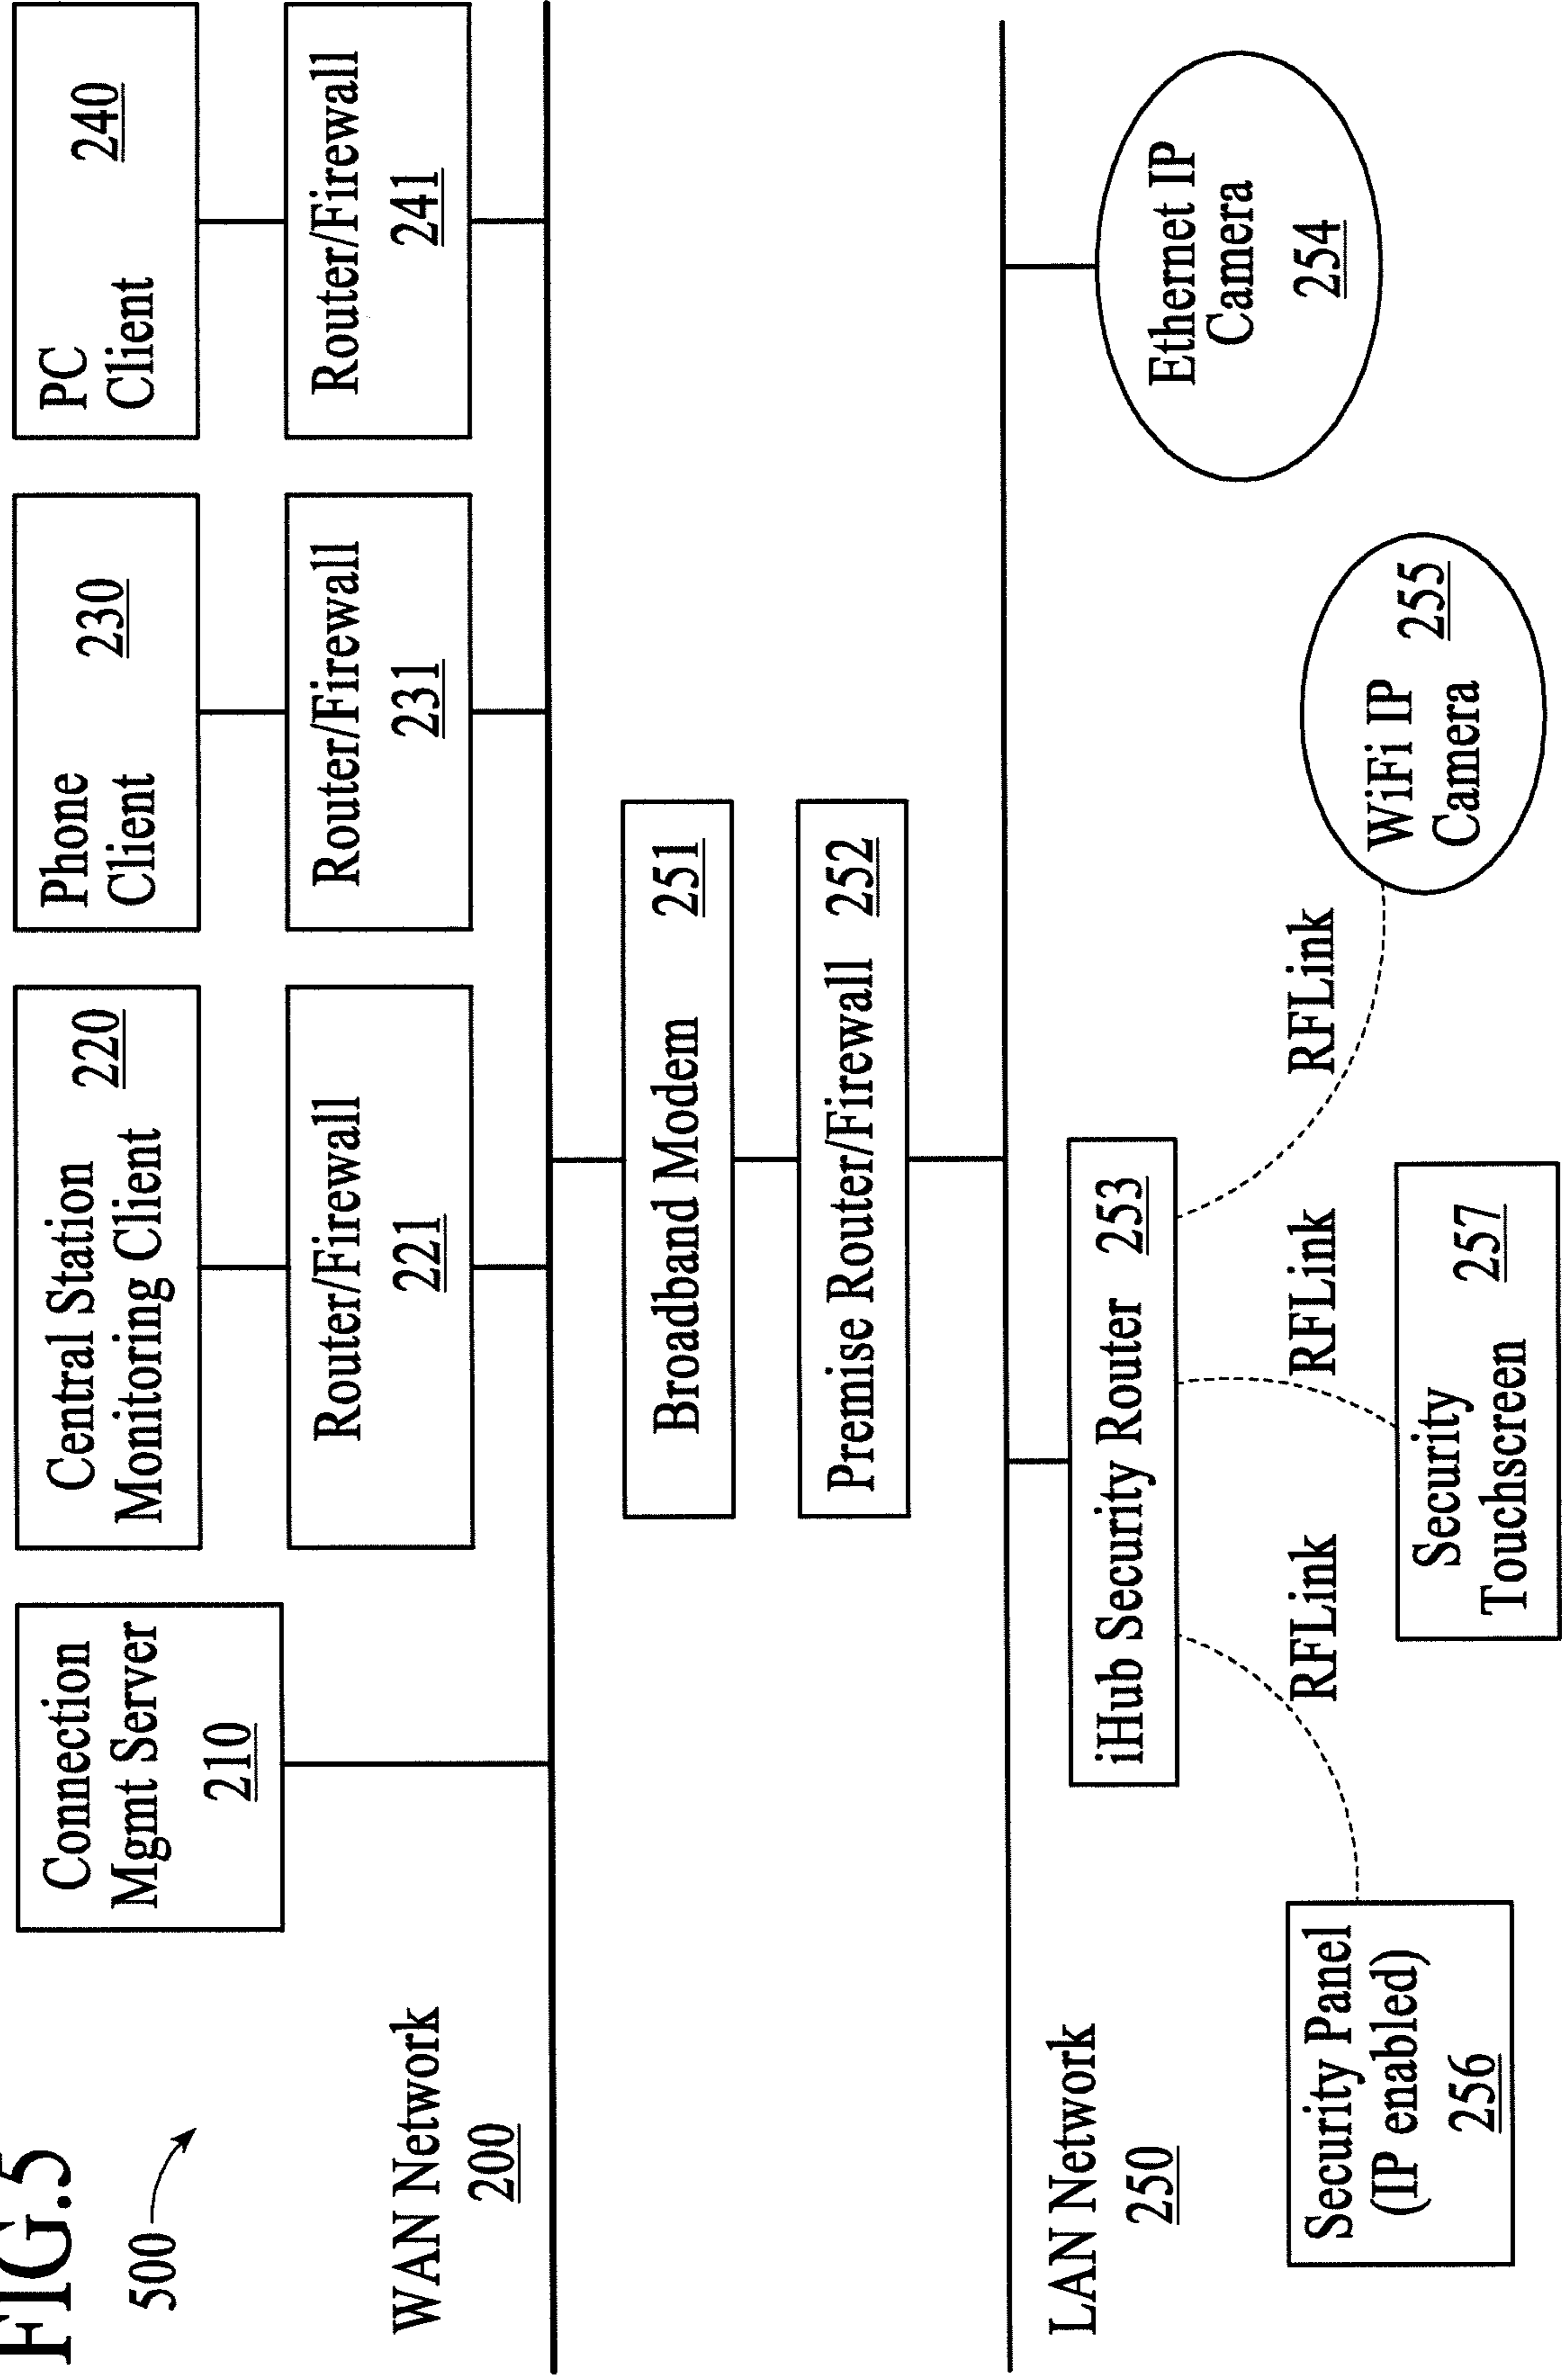 FIG.5
500
Connection
Mgmt Server
210
Central Station
Monitoring Client
220
Phone
Client
230
PC
Client
240
Router/Firewall
221
Router/Firewall
231
Router/Firewall
241
WAN Network
200
Broadband Modem 251
Premise Router/Firewall 252
LAN Network
250
iHub Security Router 253
Ethernet IP
Camera
254
RFLink
RFLink
RFLink
Security Panel
(IP enabled)
256
Security
Touchscreen
257
WiFi IP
Camera
255